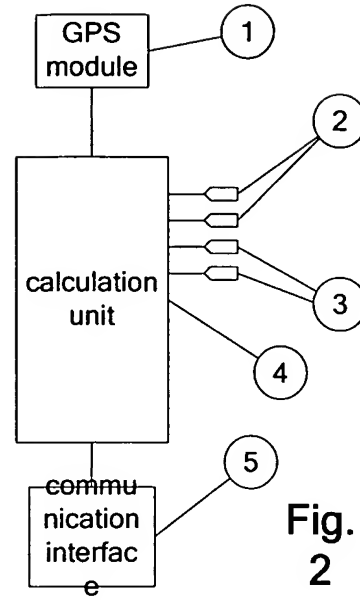 GPS
module
1
2
calculation
unit
3
4
5
commu
nication
interfac
e
Fig.
2